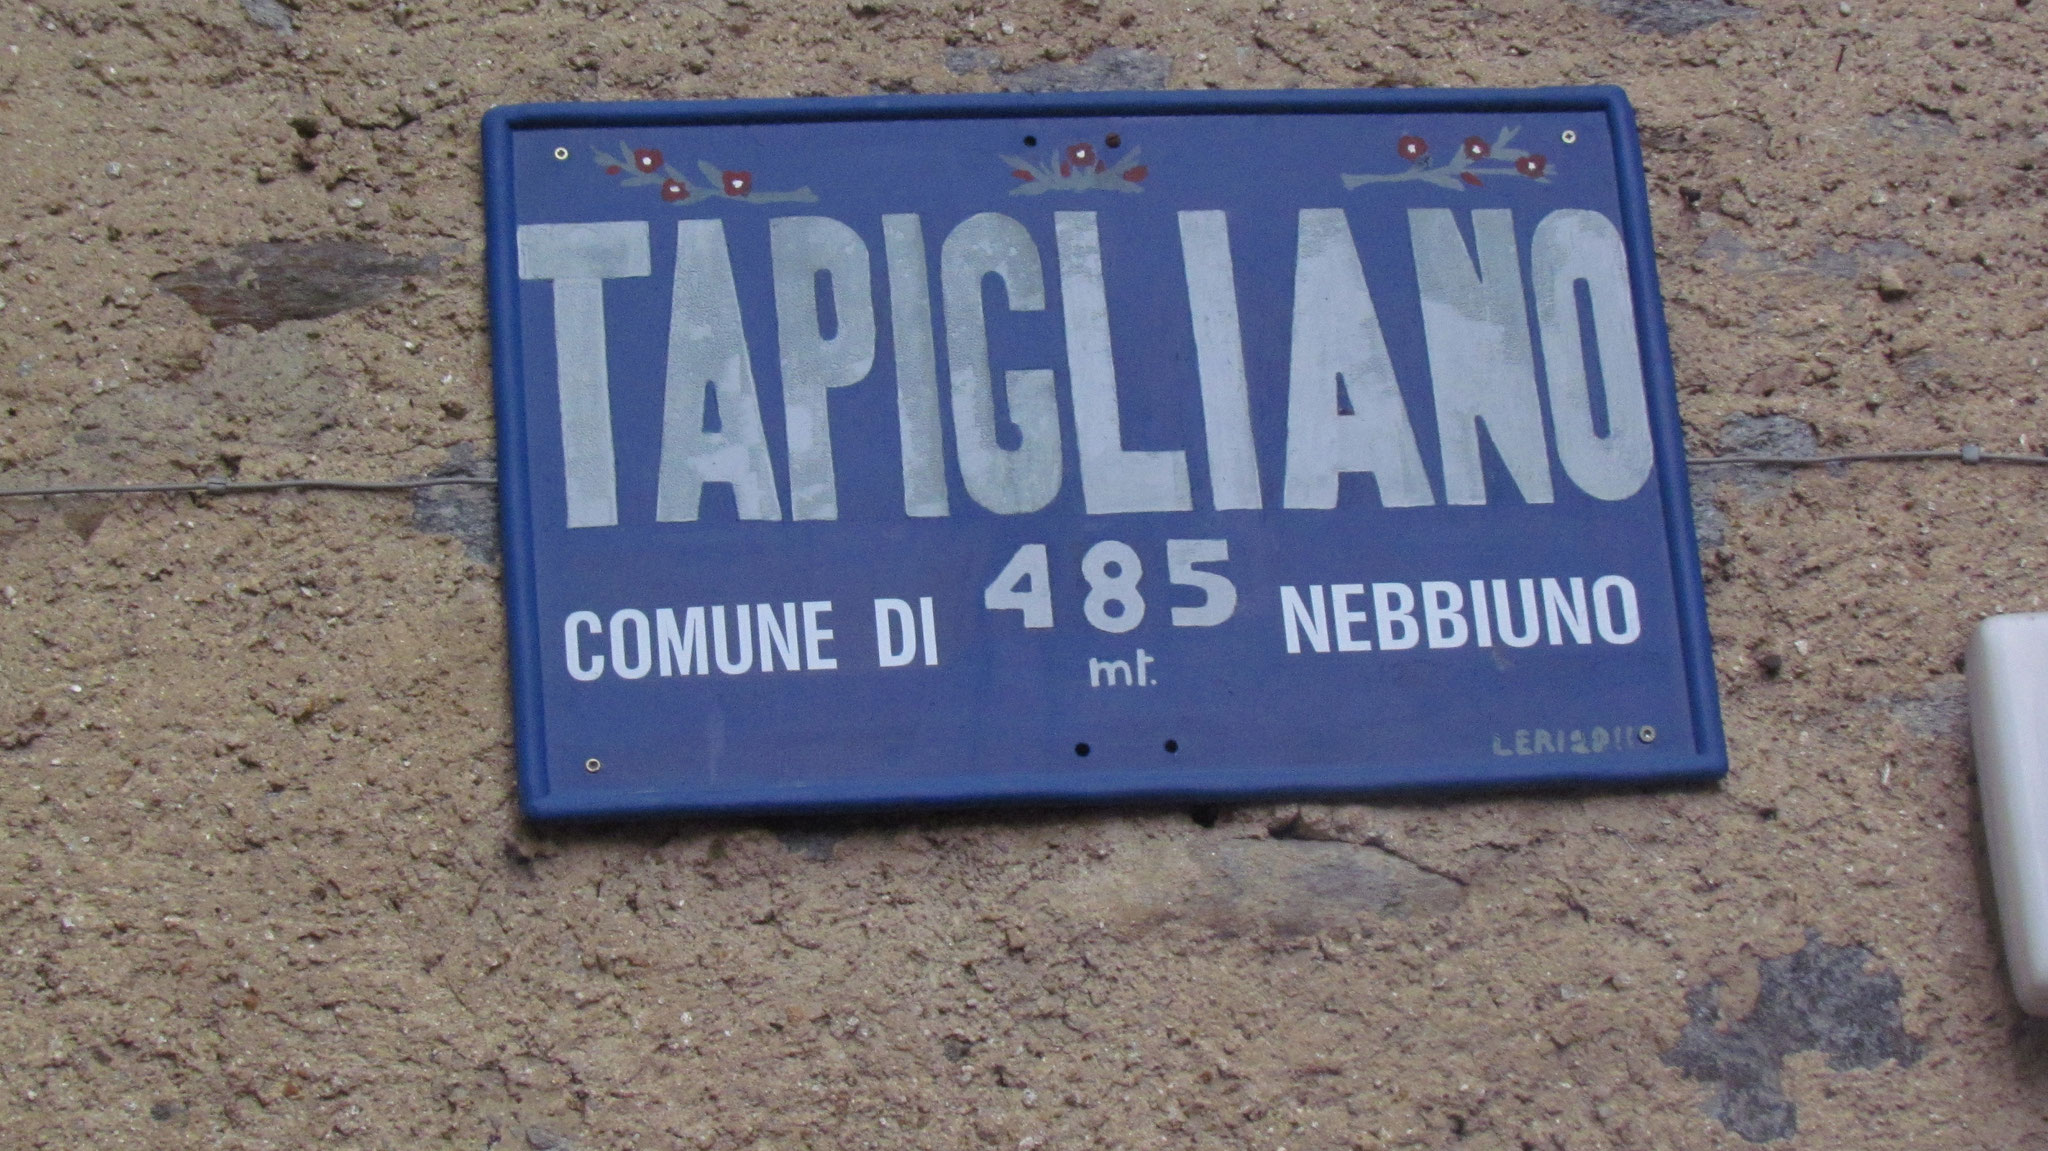 TAPIGLIANO
485
COMUNE DI NEBBIUNO
mt.